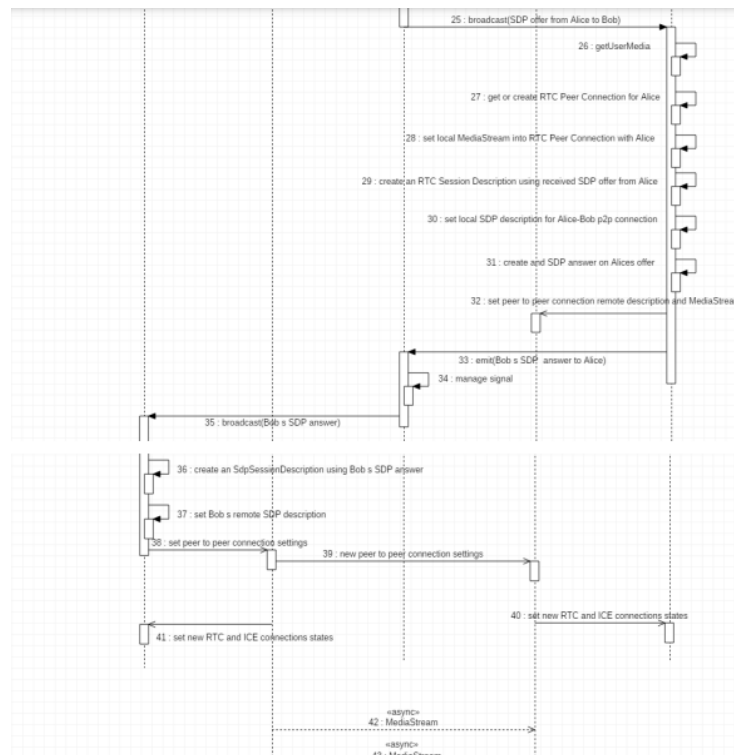 25 : broadcast(SDP offer from Alice to Bob)
26 : getUserMedia
27 : get or create RTC Peer Connection for Alice
28 : set local MediaStream into RTC Peer Connection with Alice
29 : create an RTC Session Description using received SDP offer from Alice
30 : set local SDP description for Alice-Bob p2p connection
31 : create and SDP answer on Alices offer
32 : set peer to peer connection remote description and MediaStrea
33 : emit(Bob s SDP answer to Alice)
34 : manage signal
35 : broadcast(Bob s SDP answer)
36 : create an SdpSessionDescription using Bob s SDP answer
37 : set Bob s remote SDP description
38 : set peer to peer connection settings
39 : new peer to peer connection settings
40 : set new RTC and ICE connections states
41 : set new RTC and ICE connections states
«async»
42 : MediaStream
«async»
43 : MediaStream